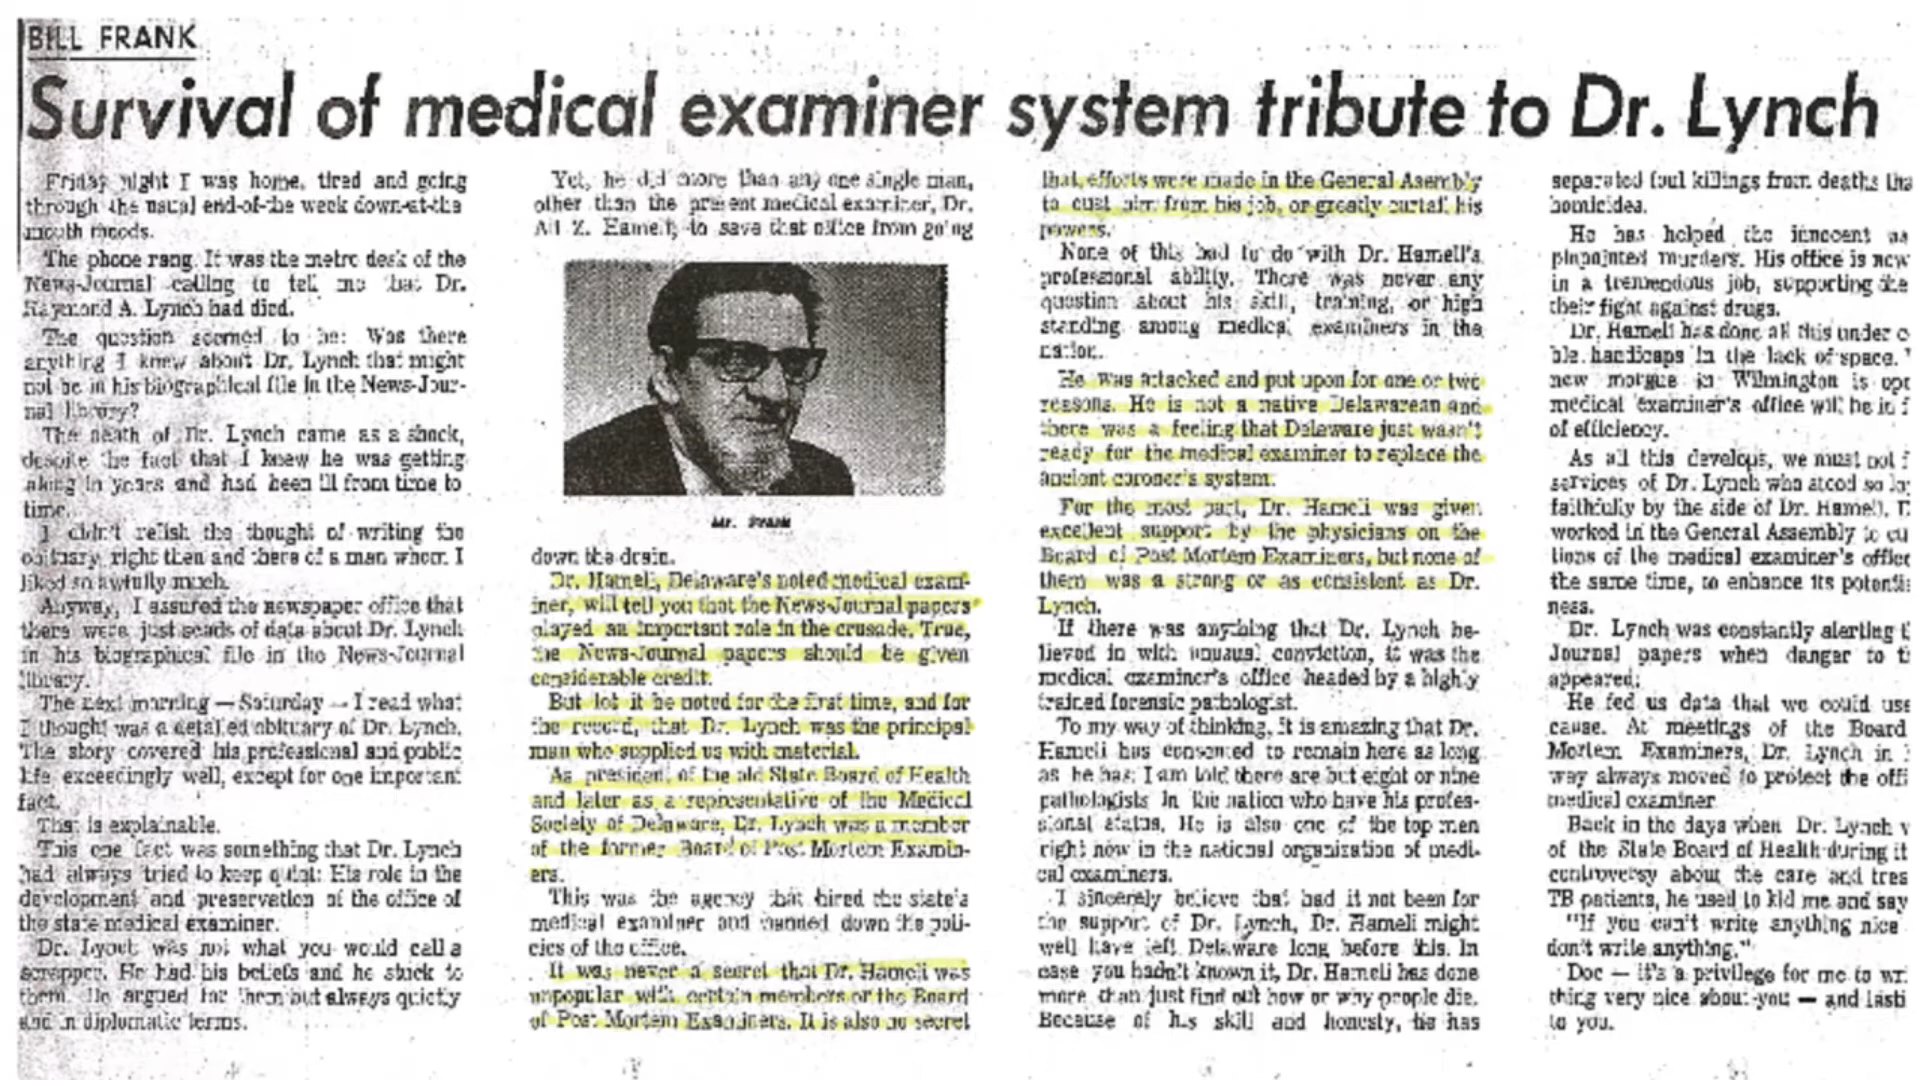 BILL FRANK
Survival of medical examiner system tribute to Dr. Lynch
Friday night I was home, tired and going
through the usual end-of-the week down-at-the
mouth moods.
The phone rang. It was the metro desk of the
News-Journal calling to tell me that Dr.
Raymond A. Lynch had died.
The question seemed to be: Was there
anything I knew about Dr. Lynch that might
not be in his biographical file in the News-Jour-
nal library?
The death of Dr. Lynch came as a shock,
despite the fact that I knew he was getting
along in years and had been ill from time to
time.
I didn't relish the thought of writing the
obituary right then and there of a man whom I
liked so awfully much.
Anyway, I assured the newspaper office that
there were just scads of data about Dr. Lynch
in his biographical file in the News-Journal
library.
The next morning — Saturday — I read what
I thought was a detailed obituary of Dr. Lynch.
The story covered his professional and public
life exceedingly well, except for one important
fact.
That is explainable.
This one fact was something that Dr. Lynch
had always tried to keep quiet: His role in the
development and preservation of the office of
the state medical examiner.
Dr. Lynch was not what you would call a
scrapper. He had his beliefs and he stuck to
them. He argued for them but always quietly
and in diplomatic terms.
Yet, he did more than any one single man,
other than the present medical examiner, Dr.
Ali Z. Hameli, to save that office from going
Mr. Frank
down the drain.
Dr. Hameli, Delaware's noted medical exam-
iner, will tell you that the News-Journal papers
played an important role in the crusade. True,
the News-Journal papers should be given
considerable credit.
But let it be noted for the first time, and for
the record, that Dr. Lynch was the principal
man who supplied us with material.
As president of the old State Board of Health
and later as a representative of the Medical
Society of Delaware, Dr. Lynch was a member
of the former Board of Post Mortem Examin-
ers.
This was the agency that hired the state's
medical examiner and handed down the poli-
cies of the office.
It was never a secret that Dr. Hameli was
unpopular with certain members of the Board
of Post Mortem Examiners. It is also no secret
that efforts were made in the General Asembly
to oust him from his job, or greatly curtail his
powers.
None of this had to do with Dr. Hameli's
professional ability. There was never any
question about his skill, training, or high
standing among medical examiners in the
nation.
He was attacked and put upon for one or two
reasons. He is not a native Delawarean and
there was a feeling that Delaware just wasn't
ready for the medical examiner to replace the
ancient coroner's system.
For the most part, Dr. Hameli was given
excellent support by the physicians on the
Board of Post Mortem Examiners, but none of
them was a strong or as consistent as Dr.
Lynch.
If there was anything that Dr. Lynch be-
lieved in with unusual conviction, it was the
medical examiner's office headed by a highly
trained forensic pathologist.
To my way of thinking, it is amazing that Dr.
Hameli has consented to remain here as long
as he has. I am told there are but eight or nine
pathologists in the nation who have his profes-
sional status. He is also one of the top men
right now in the national organization of medi-
cal examiners.
I sincerely believe that had it not been for
the support of Dr. Lynch, Dr. Hameli might
well have left Delaware long before this. In
case you hadn't known it, Dr. Hameli has done
more than just find out how or why people die.
Because of his skill and honesty, he has
separated foul killings from deaths tha
homicides.
He has helped the innocent as
pinpointed murders. His office is now
in a tremendous job, supporting the
their fight against drugs.
Dr. Hameli has done all this under c
ble handicaps in the lack of space.
new morgue in Wilmington is ope
medical examiner's office will be in f
of efficiency.
As all this develops, we must not f
services of Dr. Lynch who stood so lo
faithfully by the side of Dr. Hameli.
worked in the General Assembly to cu
tions of the medical examiner's office
the same time, to enhance its potenti
ness.
Dr. Lynch was constantly alerting t
Journal papers when danger to t
appeared.
He fed us data that we could use
cause. At meetings of the Board
Mortem Examiners, Dr. Lynch in
way always moved to protect the offi
medical examiner
Back in the days when Dr. Lynch
of the State Board of Health during it
controversy about the care and trea
TB patients, he used to kid me and say
"If you can't write anything nice
don't write anything."
Doc — it's a privilege for me to wri
thing very nice about you — and lasti
to you.